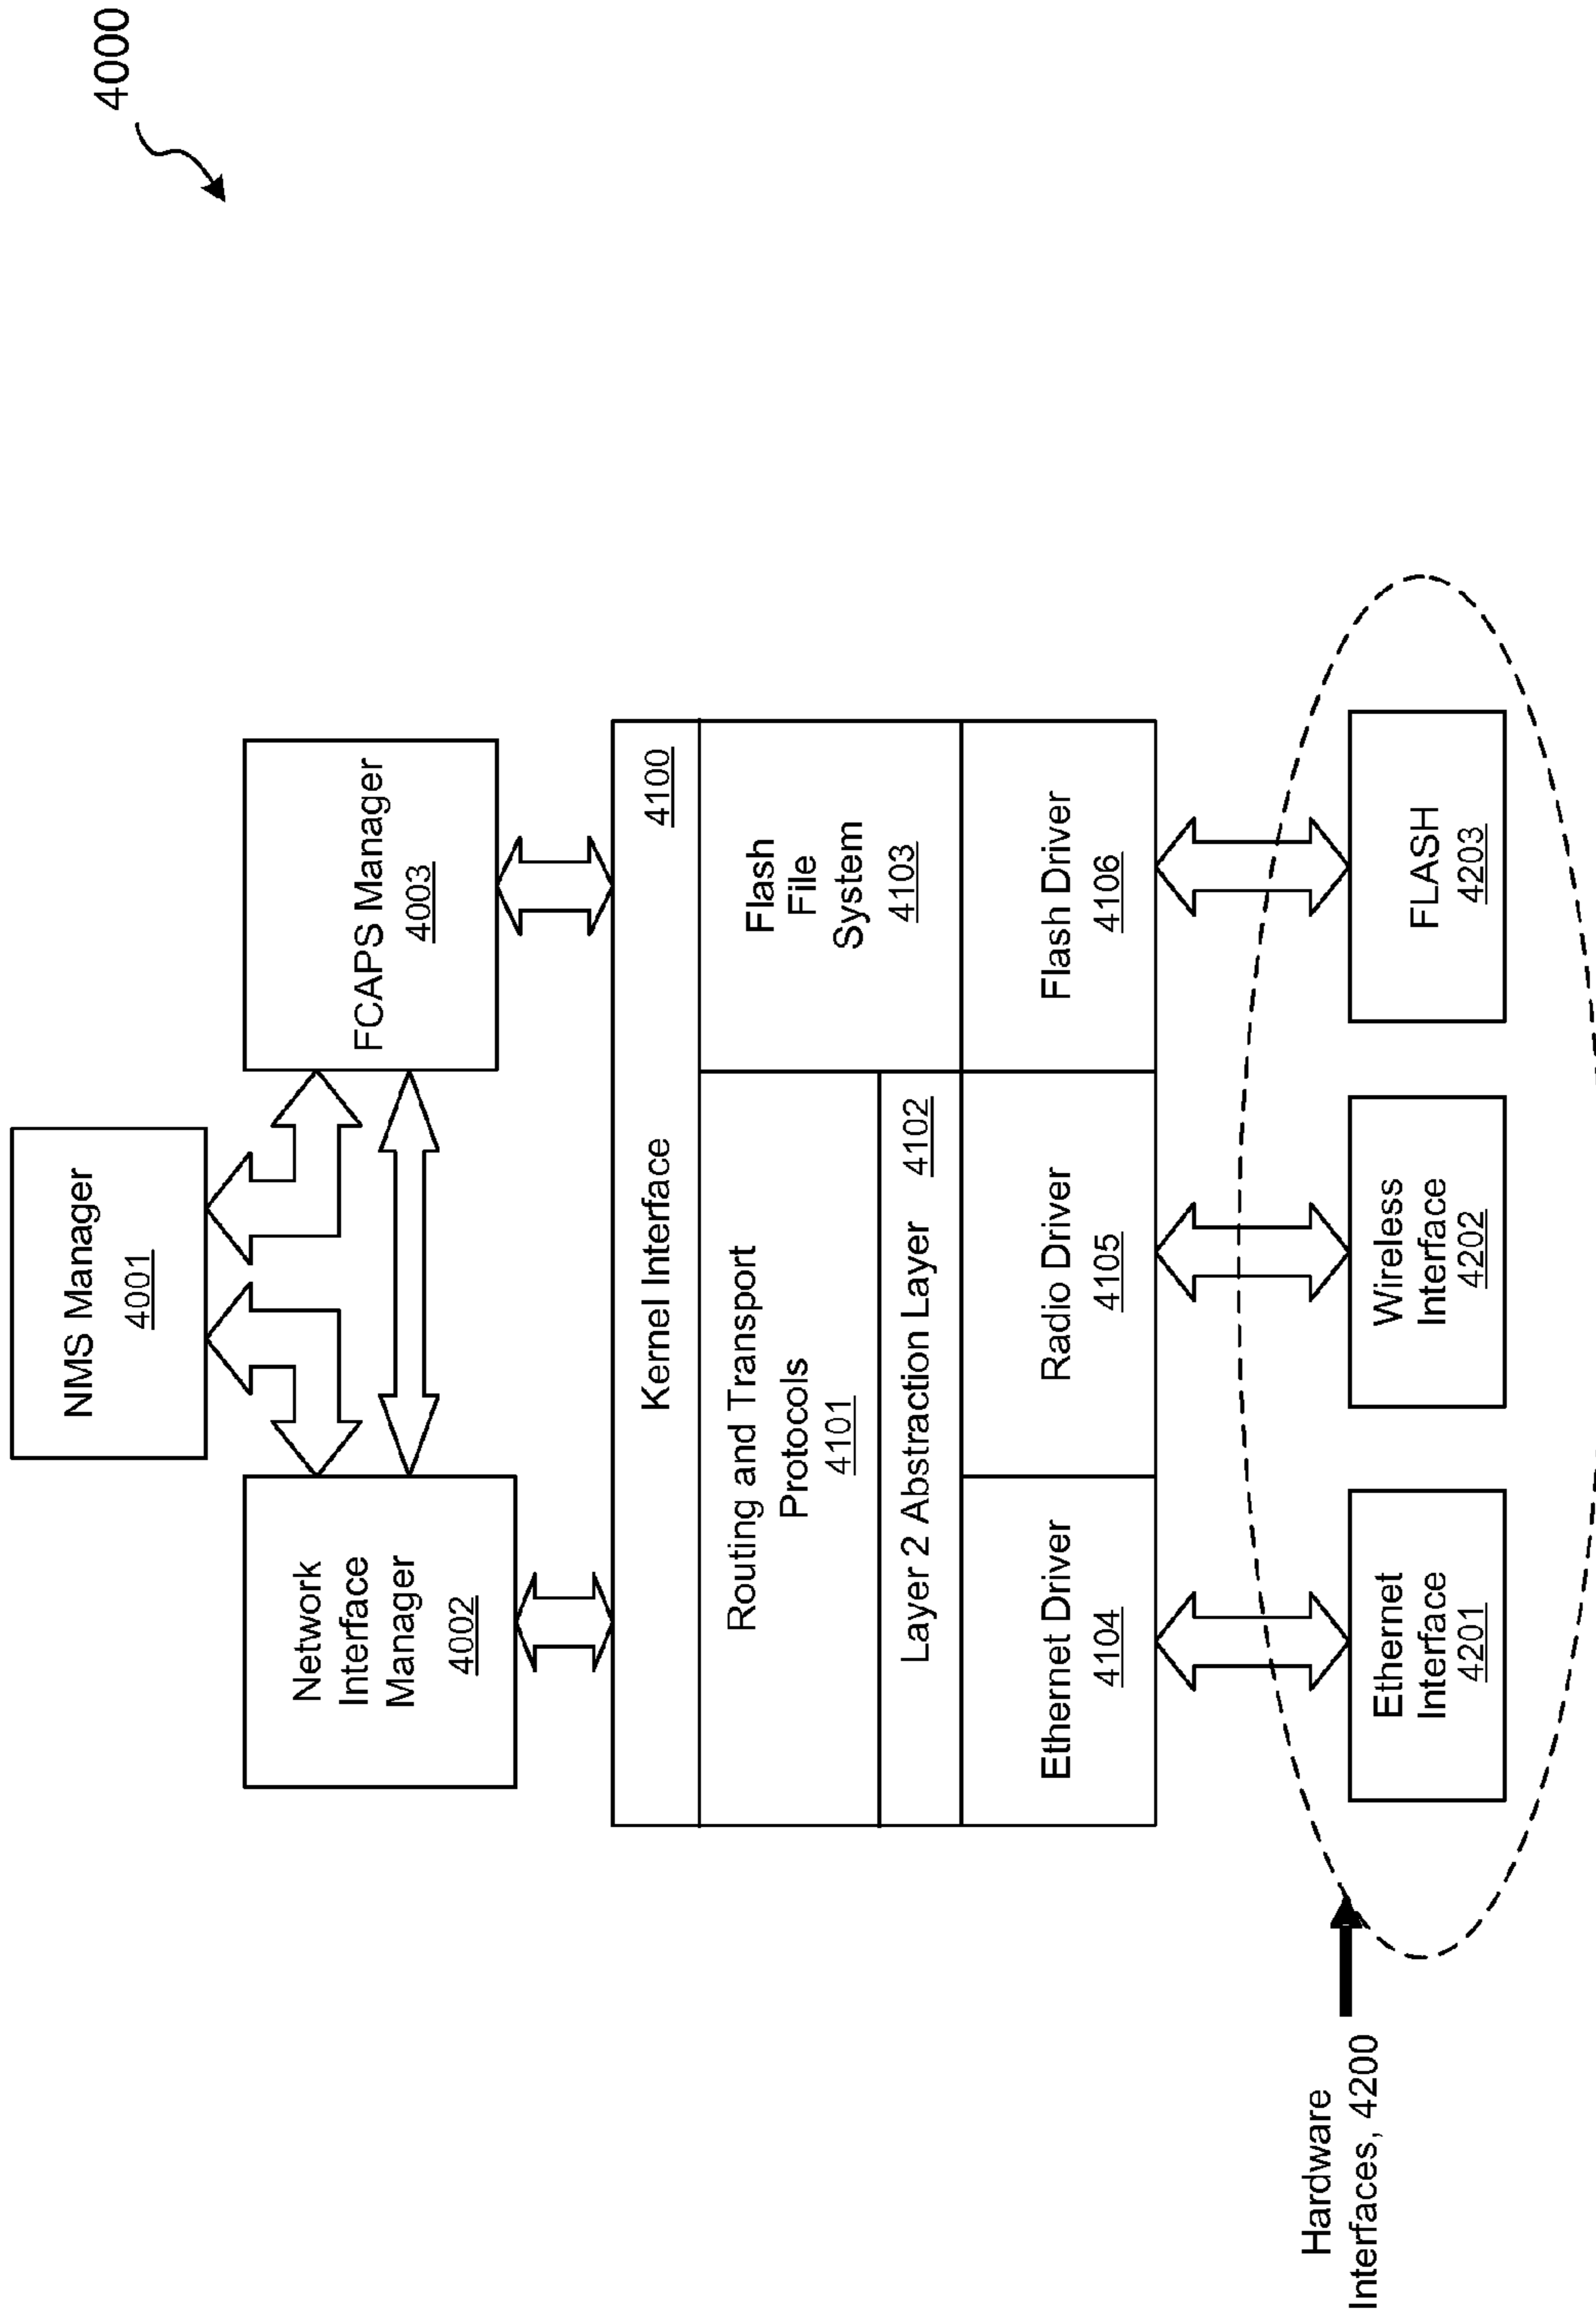 4000
NMS Manager
4001
Network
Interface
Manager
4002
FCAPS Manager
4003
Kernel Interface
4100
Routing and Transport
Protocols
4101
Flash
File
System
4103
Layer 2 Abstraction Layer
4102
Ethernet Driver
4104
Radio Driver
4105
Flash Driver
4106
Hardware
Interfaces, 4200
Ethernet
Interface
4201
Wireless
Interface
4202
FLASH
4203